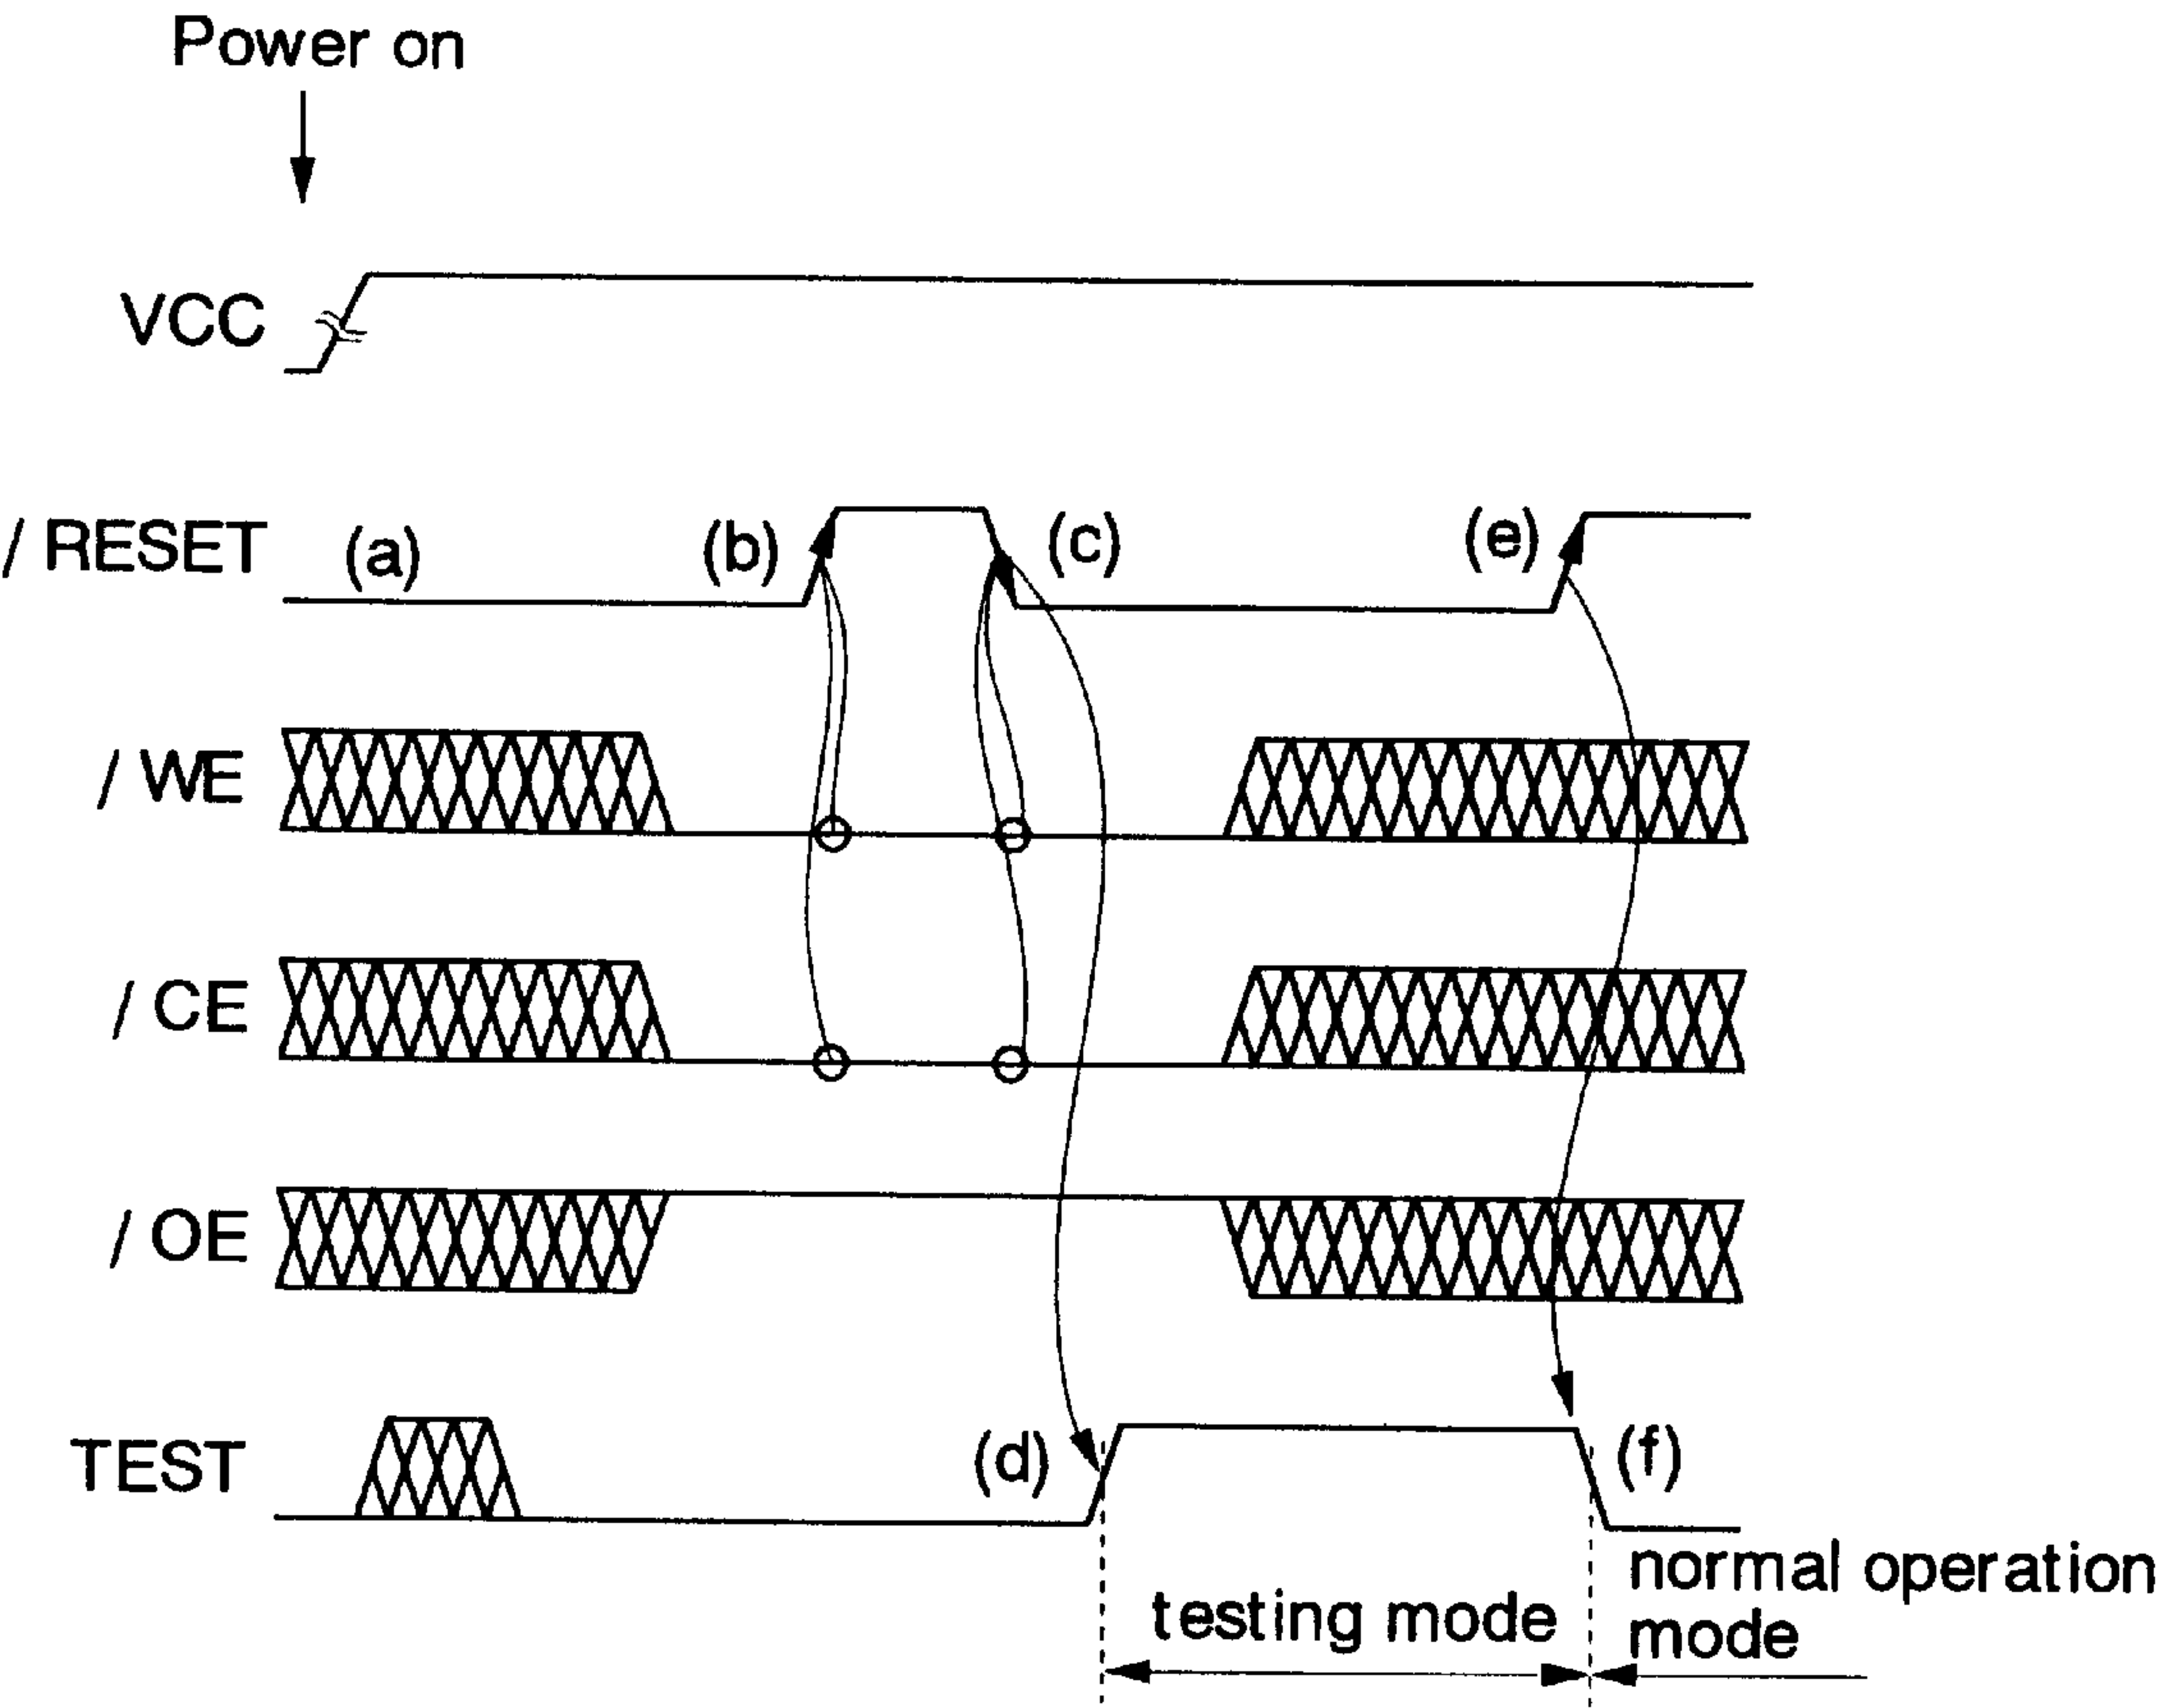 Power on
VCC
/ RESET (a) (b) (c) (e)
/ WE
/ CE
/ OE
TEST (d) (f)
normal operation
testing mode mode